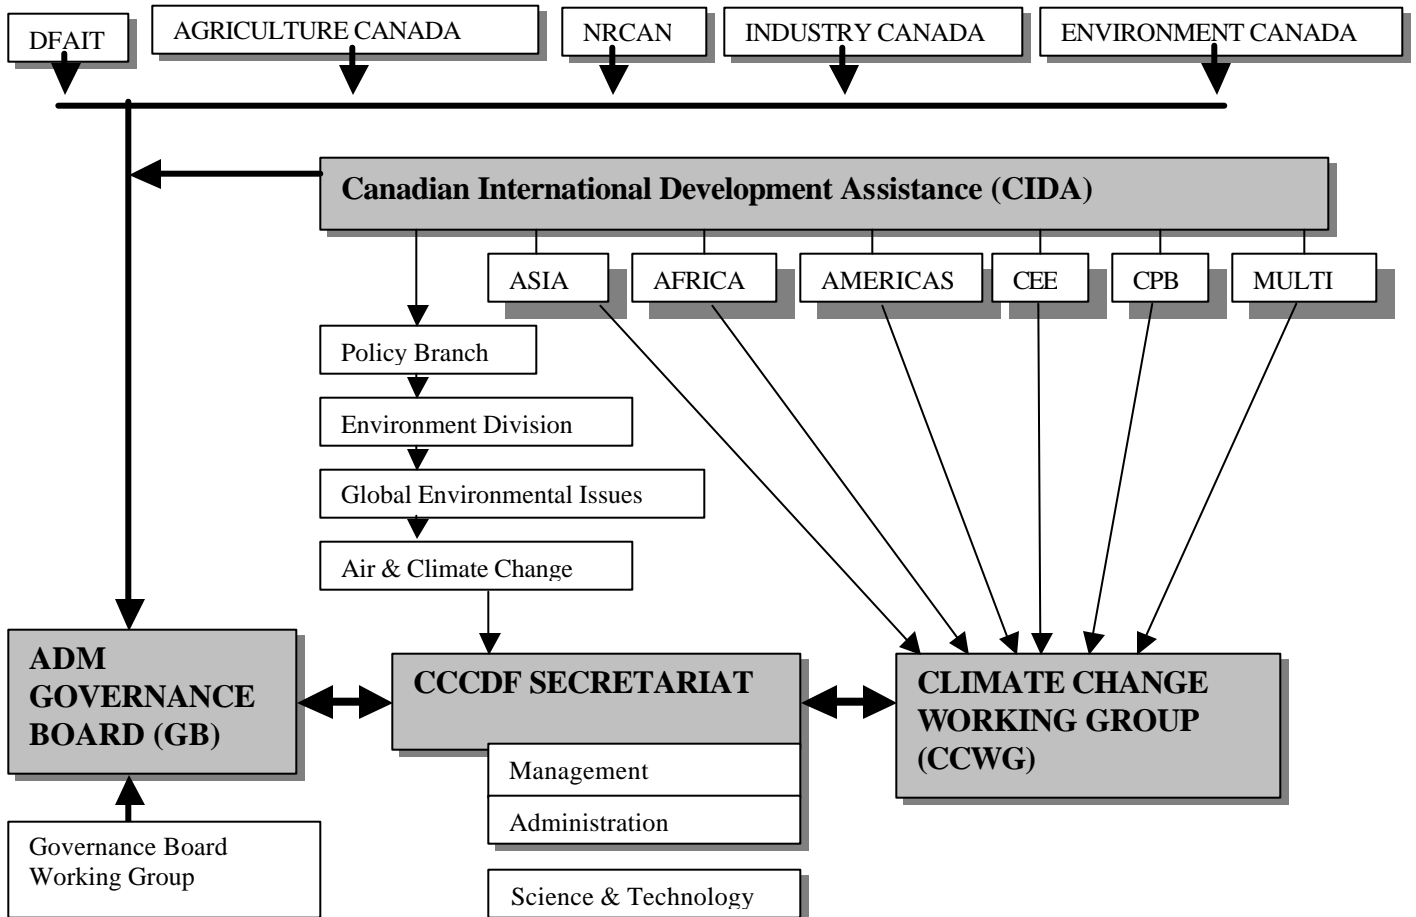 DFAIT
AGRICULTURE CANADA
NRCAN
INDUSTRY CANADA
ENVIRONMENT CANADA
Canadian International Development Assistance (CIDA)
ASIA
AFRICA
AMERICAS
CEE
CPB
MULTI
Policy Branch
Environment Division
Global Environmental Issues
Air & Climate Change
ADM
GOVERNANCE
BOARD (GB)
CCCDF SECRETARIAT
CLIMATE CHANGE
WORKING GROUP
(CCWG)
Management
Administration
Governance Board
Working Group
Science & Technology